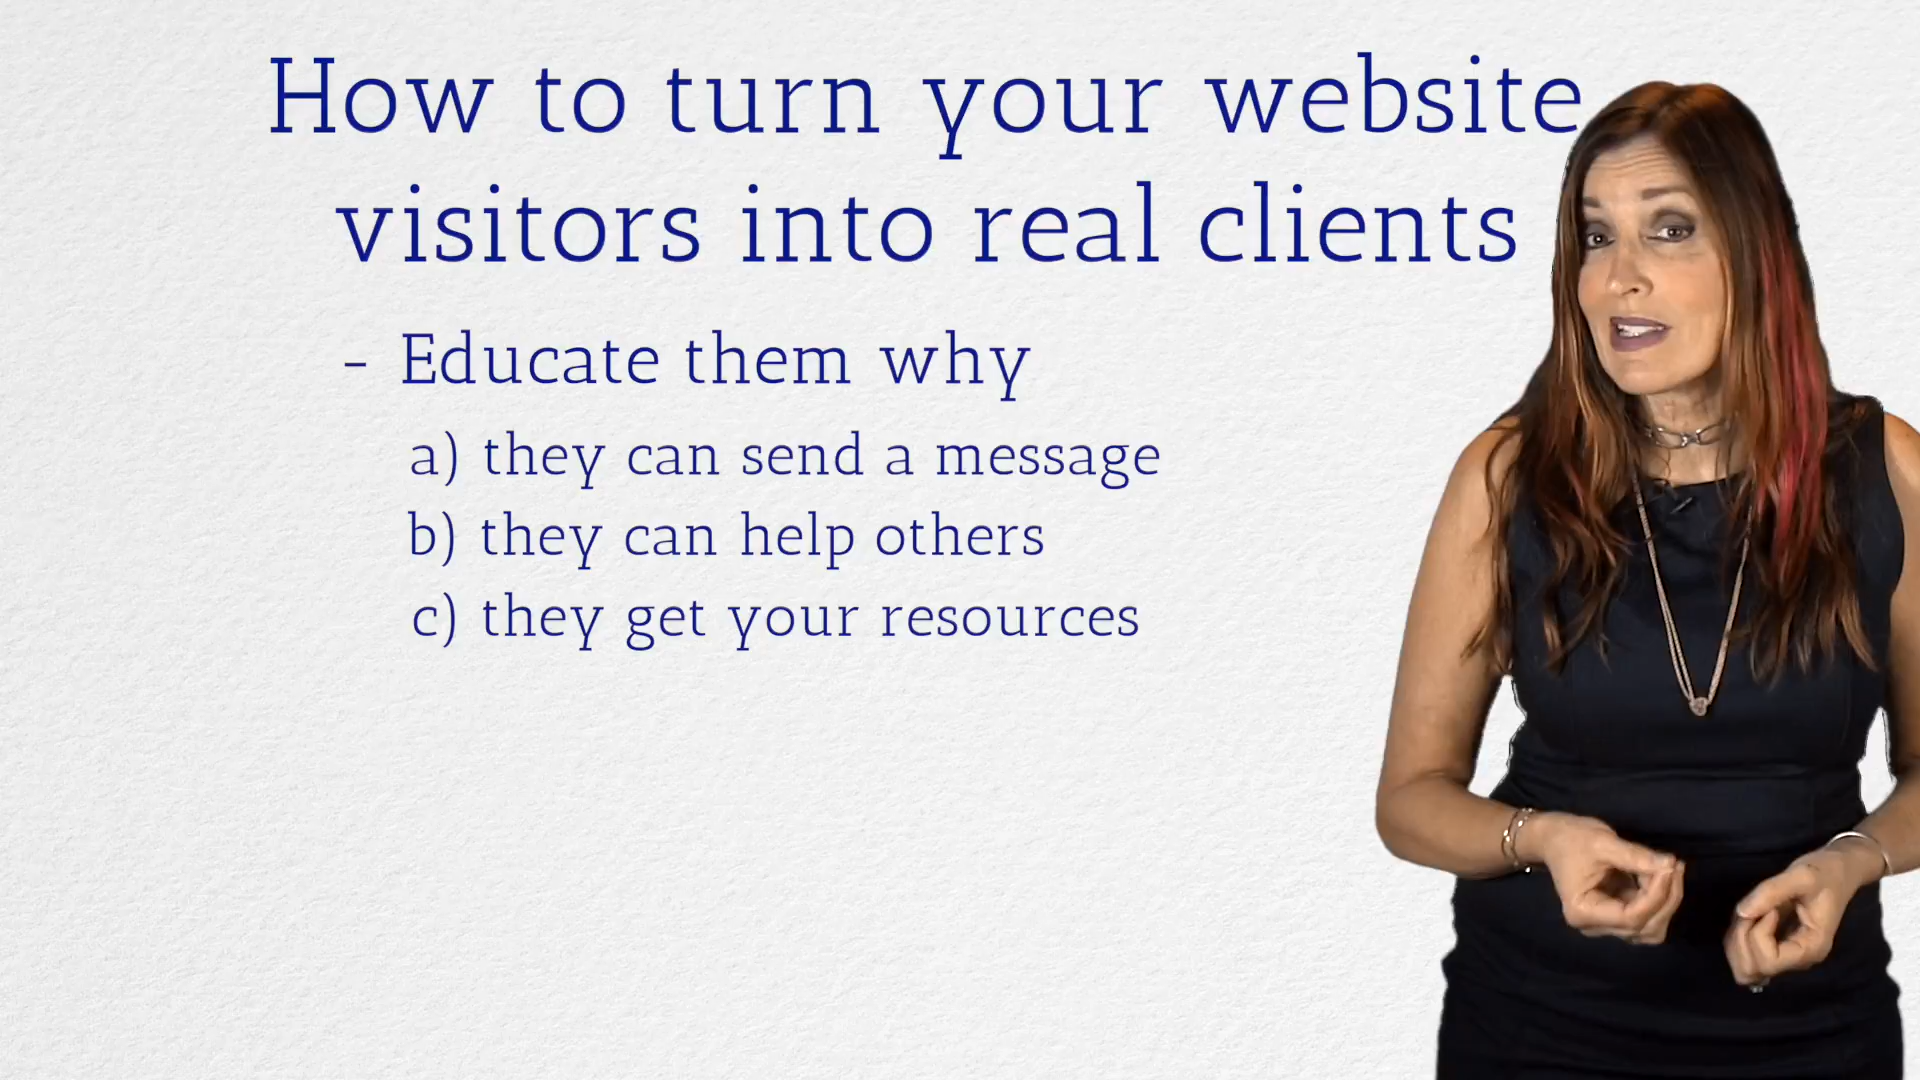 How to turn your website
visitors into real clients
- Educate them why
a) they can send a message
b) they can help others
c) they get your resources